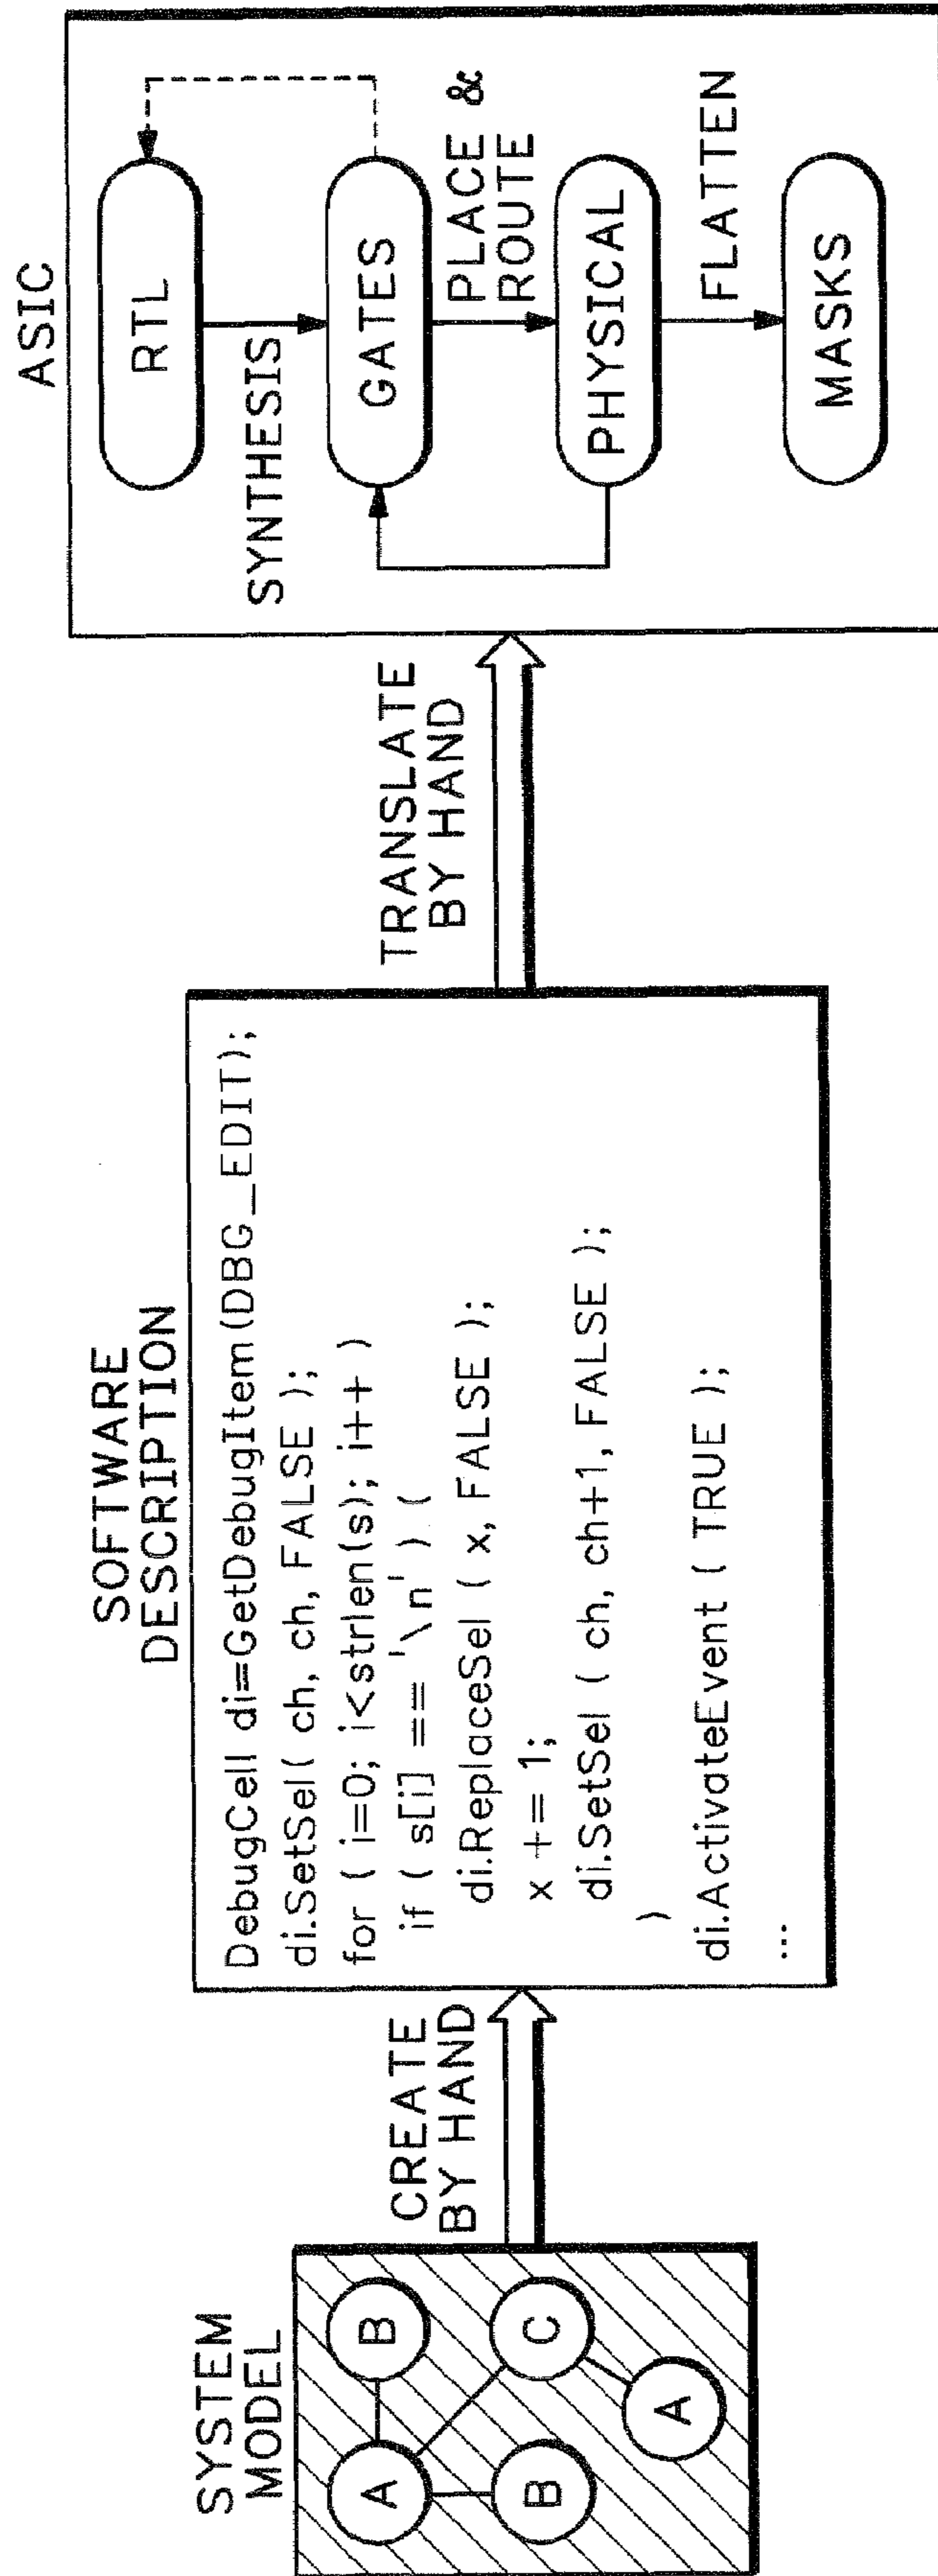 SYSTEM
MODEL
A
B
B
C
A
CREATE
BY HAND
SOFTWARE
DESCRIPTION
DebugCell di=GetDebugItem(DBG_EDIT);
di.SetSel( ch, ch, FALSE );
for ( i=0; i<strlen(s); i++ )
if ( s[i] == '\n' ) (
di.ReplaceSel ( x, FALSE );
x += 1;
di.SetSel ( ch, ch+1, FALSE );
)
di.ActivateEvent ( TRUE );
...
TRANSLATE
BY HAND
ASIC
RTL
SYNTHESIS
GATES
PLACE &
ROUTE
PHYSICAL
FLATTEN
MASKS